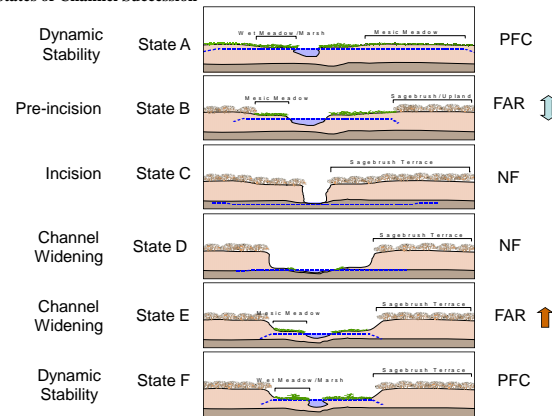 States of Channel Succession
Dynamic Stability State A Wet Meadow/Marsh Mesic Meadow PFC
Pre-incision State B Mesic Meadow Sagebrush/Upland FAR
Incision State C Sagebrush Terrace NF
Channel Widening State D Sagebrush Terrace NF
Channel Widening State E Mesic Meadow Sagebrush Terrace FAR
Dynamic Stability State F Wet Meadow/Marsh Sagebrush Terrace PFC